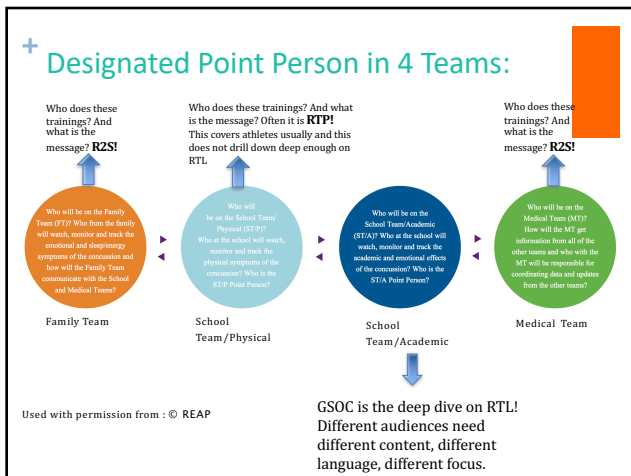 +
Designated Point Person in 4 Teams:
Who does these
trainings? And
what is the
message? R2S!
Who does these trainings? And what
is the message? Often it is RTP!
This covers athletes usually and this
does not drill down deep enough on
RTL
Who does these
trainings? And
what is the
message? R2S!
Who will be on the Family
Team (FT)? Who from the family
will watch, monitor and track the
emotional and sleep/energy
symptoms of the concussion and
how will the Family Team
communicate with the School
and Medical Teams?
Who will
be on the School Team/
Physical (ST/P)?
Who at the school will watch,
monitor and track the
physical symptoms of the
concussion? Who is the
ST/P Point Person?
Who will be on the
School Team/Academic
(ST/A)? Who at the school will
watch, monitor and track the
academic and emotional effects
of the concussion? Who is the
ST/A Point Person?
Who will be on the
Medical Team (MT)?
How will the MT get
information from all of the
other teams and who with the
MT will be responsible for
coordinating data and updates
from the other teams?
Family Team
School
Team/Physical
School
Team/Academic
Medical Team
Used with permission from : © REAP
GSOC is the deep dive on RTL!
Different audiences need
different content, different
language, different focus.